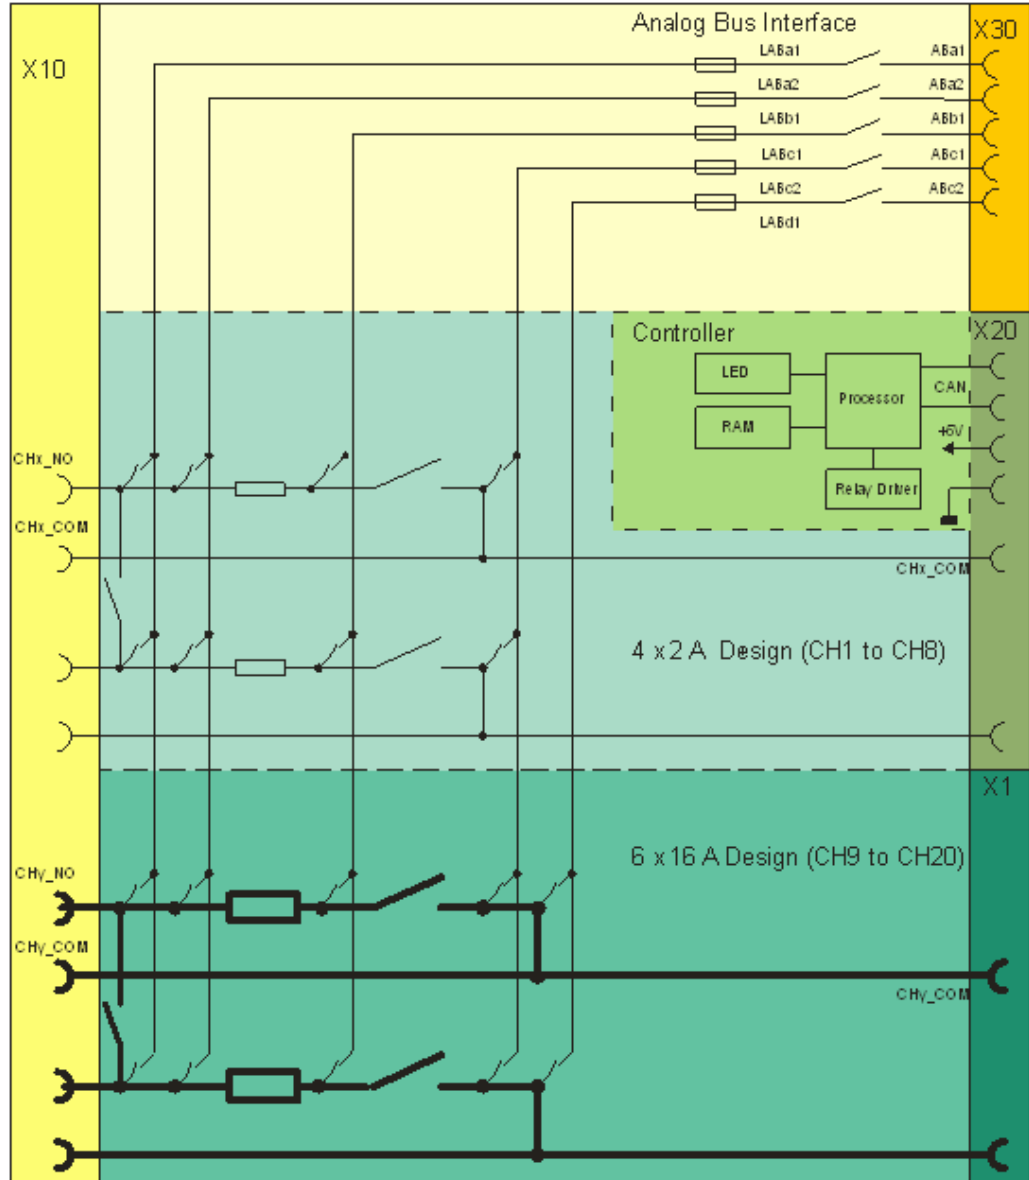 Analog Bus Interface
X30
X10
LABa1
ABa1
LABa2
ABa2
LABb1
ABb1
LABc1
ABc1
LABc2
ABc2
LABd1
Controller
X20
LED
Processor
CAN
RAM
+5V
Relay Driver
CHx_NO
CHx_COM
CHx_COM
4 x 2 A Design (CH1 to CH8)
X1
6 x 16 A Design (CH9 to CH20)
CHy_NO
CHy_COM
CHy_COM